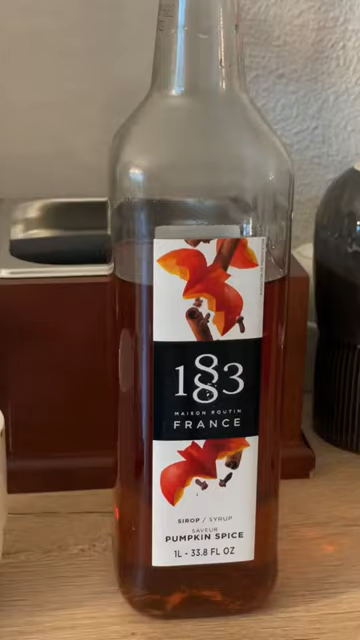 1883
MAISON ROUTIN
FRANCE
SIROP / SYRUP
SAVEUR
PUMPKIN SPICE
1L - 33.8 FL OZ